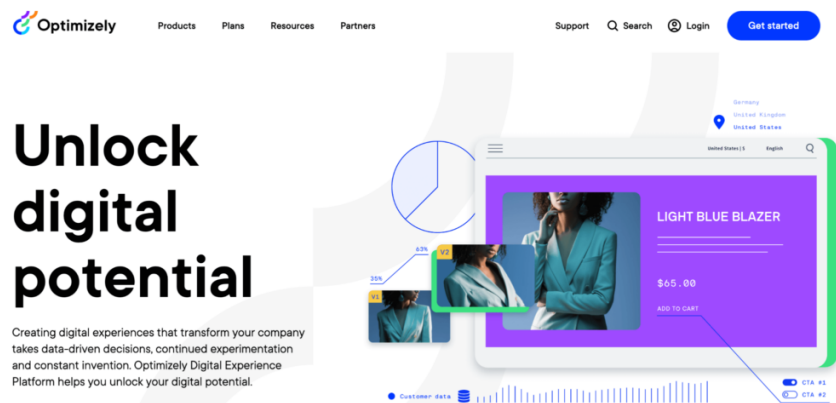 Optimizely
Products
Plans
Resources
Partners
Support
Search
Login
Get started
Unlock
digital
potential
Creating digital experiences that transform your company
takes data-driven decisions, continued experimentation
and constant invention. Optimizely Digital Experience
Platform helps you unlock your digital potential.
Germany
United Kingdom
United States
United States | $
English
LIGHT BLUE BLAZER
$65.00
ADD TO CART
63%
V2
35%
V1
Customer data
CTA #1
CTA #2